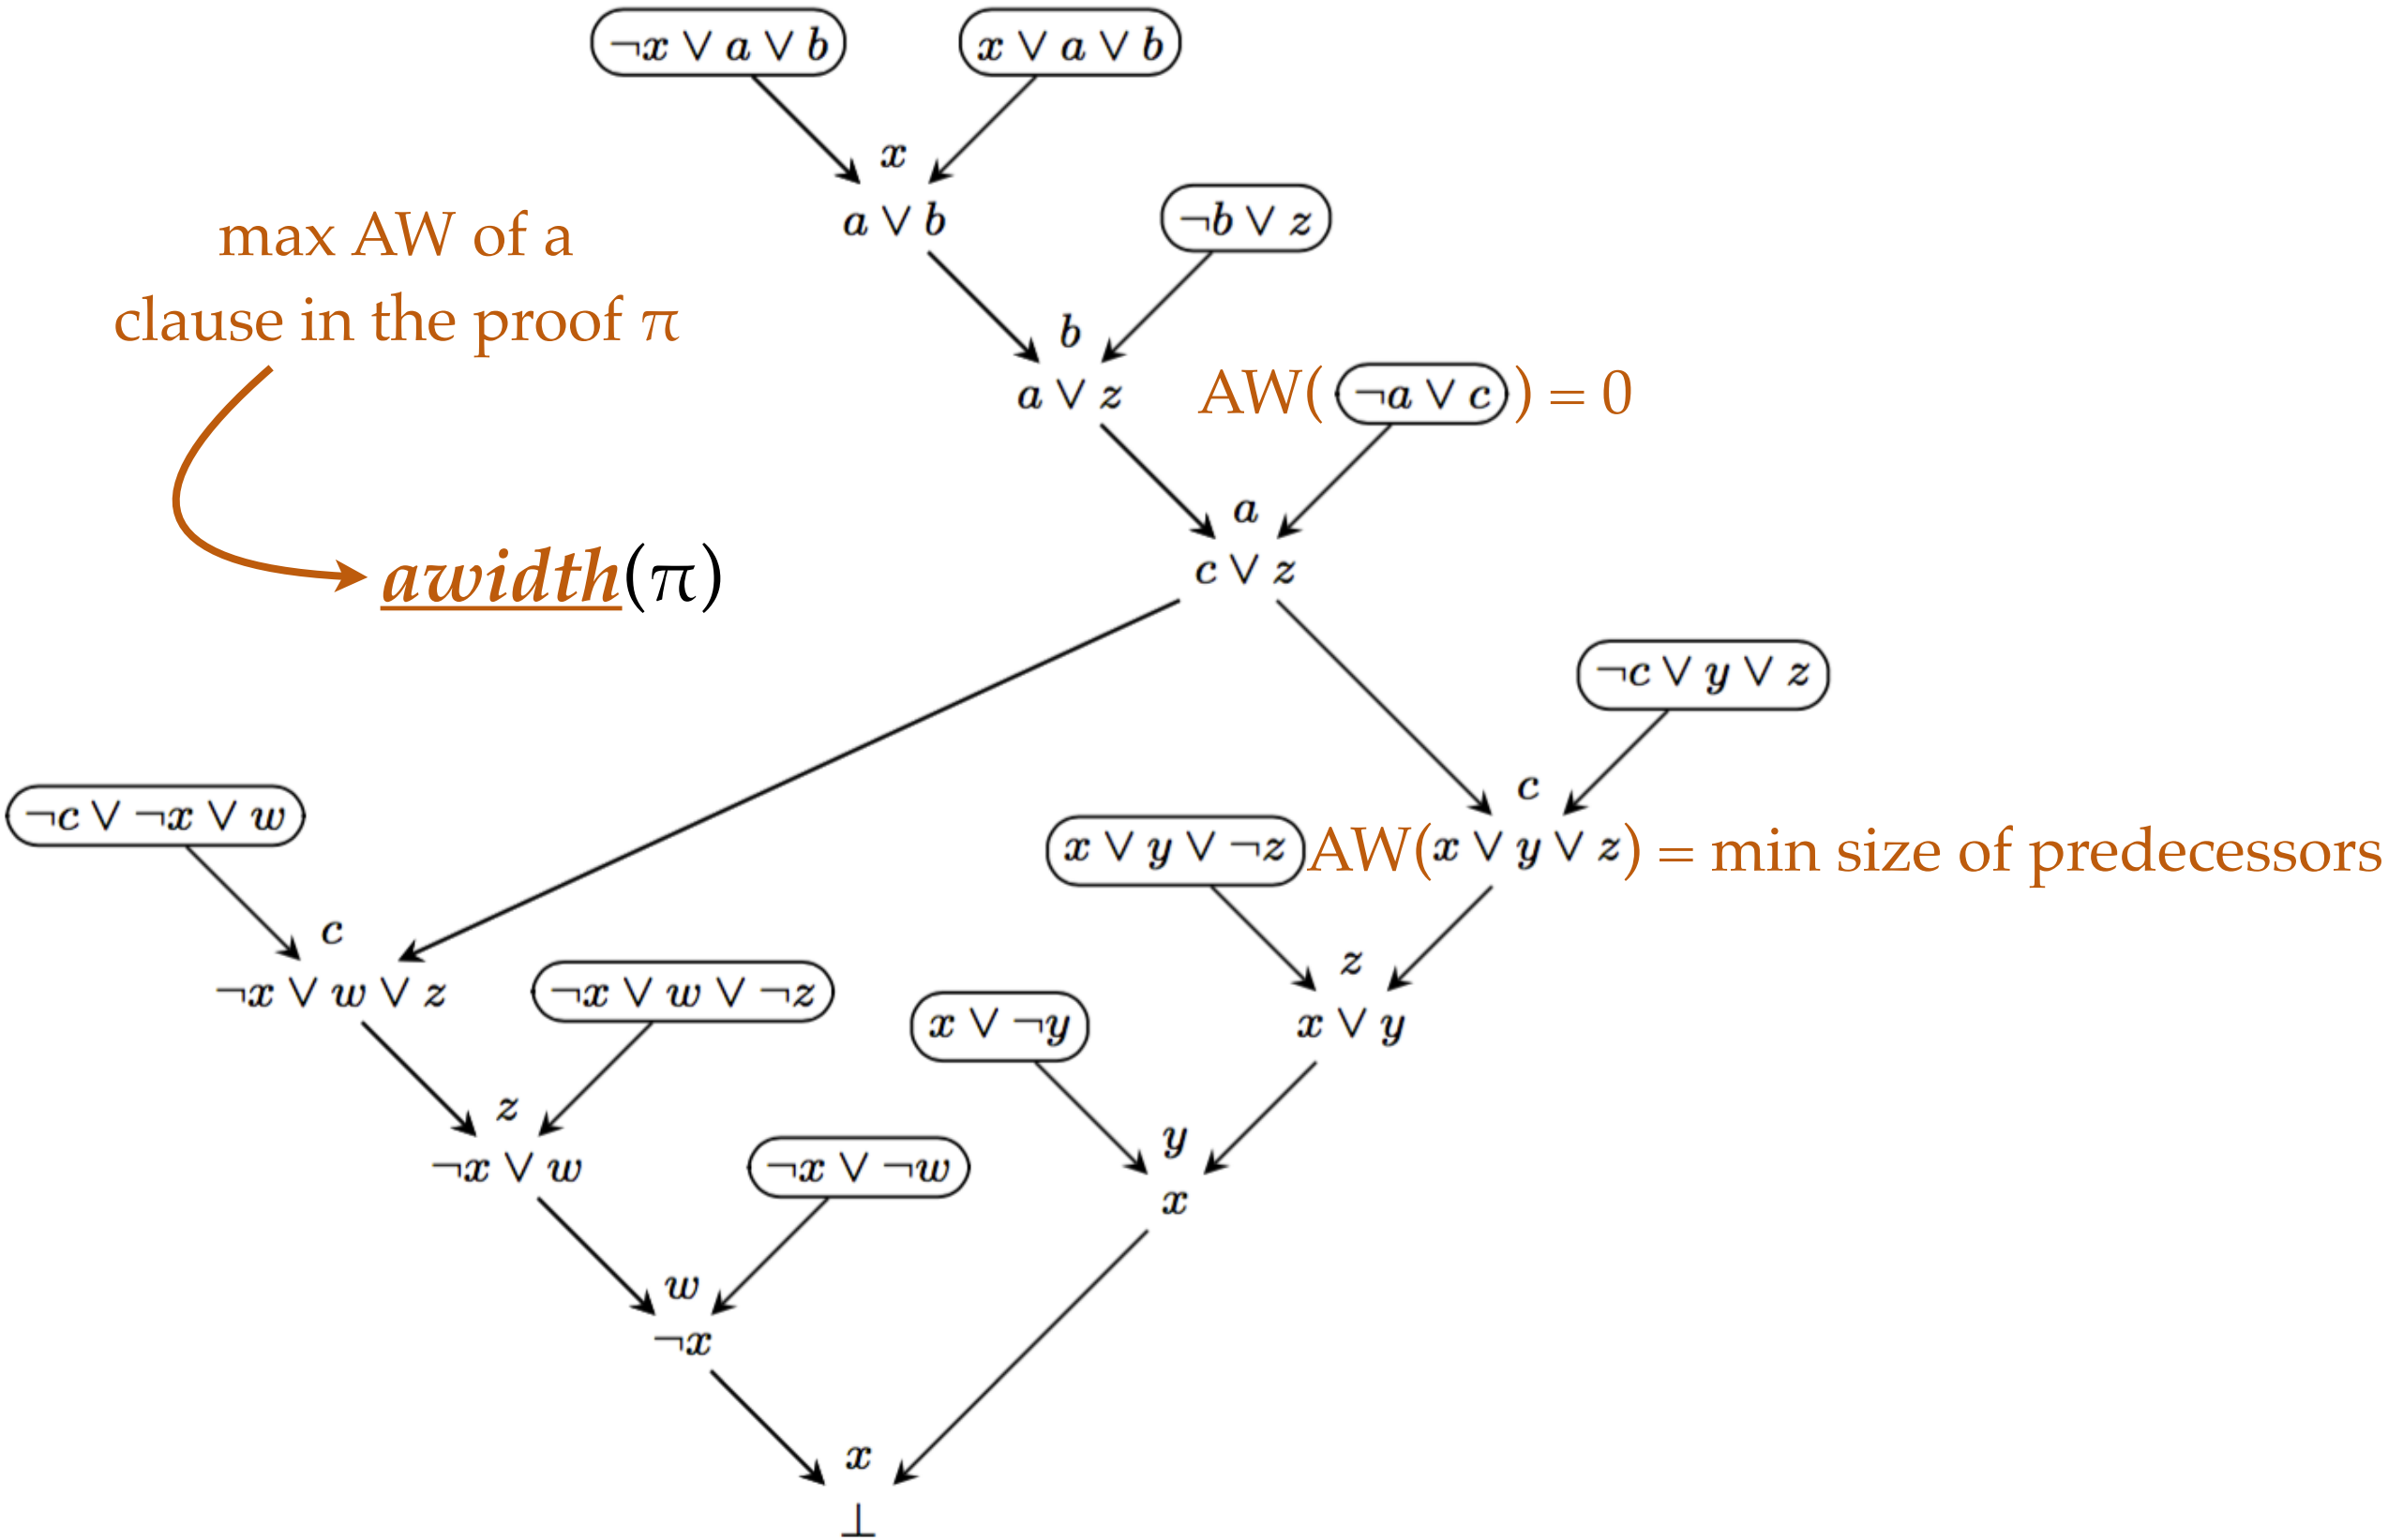 ¬x ∨ a ∨ b
x ∨ a ∨ b
x
a ∨ b
¬b ∨ z
max AW of a
clause in the proof π
b
a ∨ z
AW( ¬a ∨ c ) = 0
a
c ∨ z
awidth(π)
¬c ∨ y ∨ z
c
¬c ∨ ¬x ∨ w
x ∨ y ∨ ¬z
AW(x ∨ y ∨ z) = min size of predecessors
c
¬x ∨ w ∨ z
¬x ∨ w ∨ ¬z
z
x ∨ ¬y
x ∨ y
z
¬x ∨ w
¬x ∨ ¬w
y
x
w
¬x
x
⊥